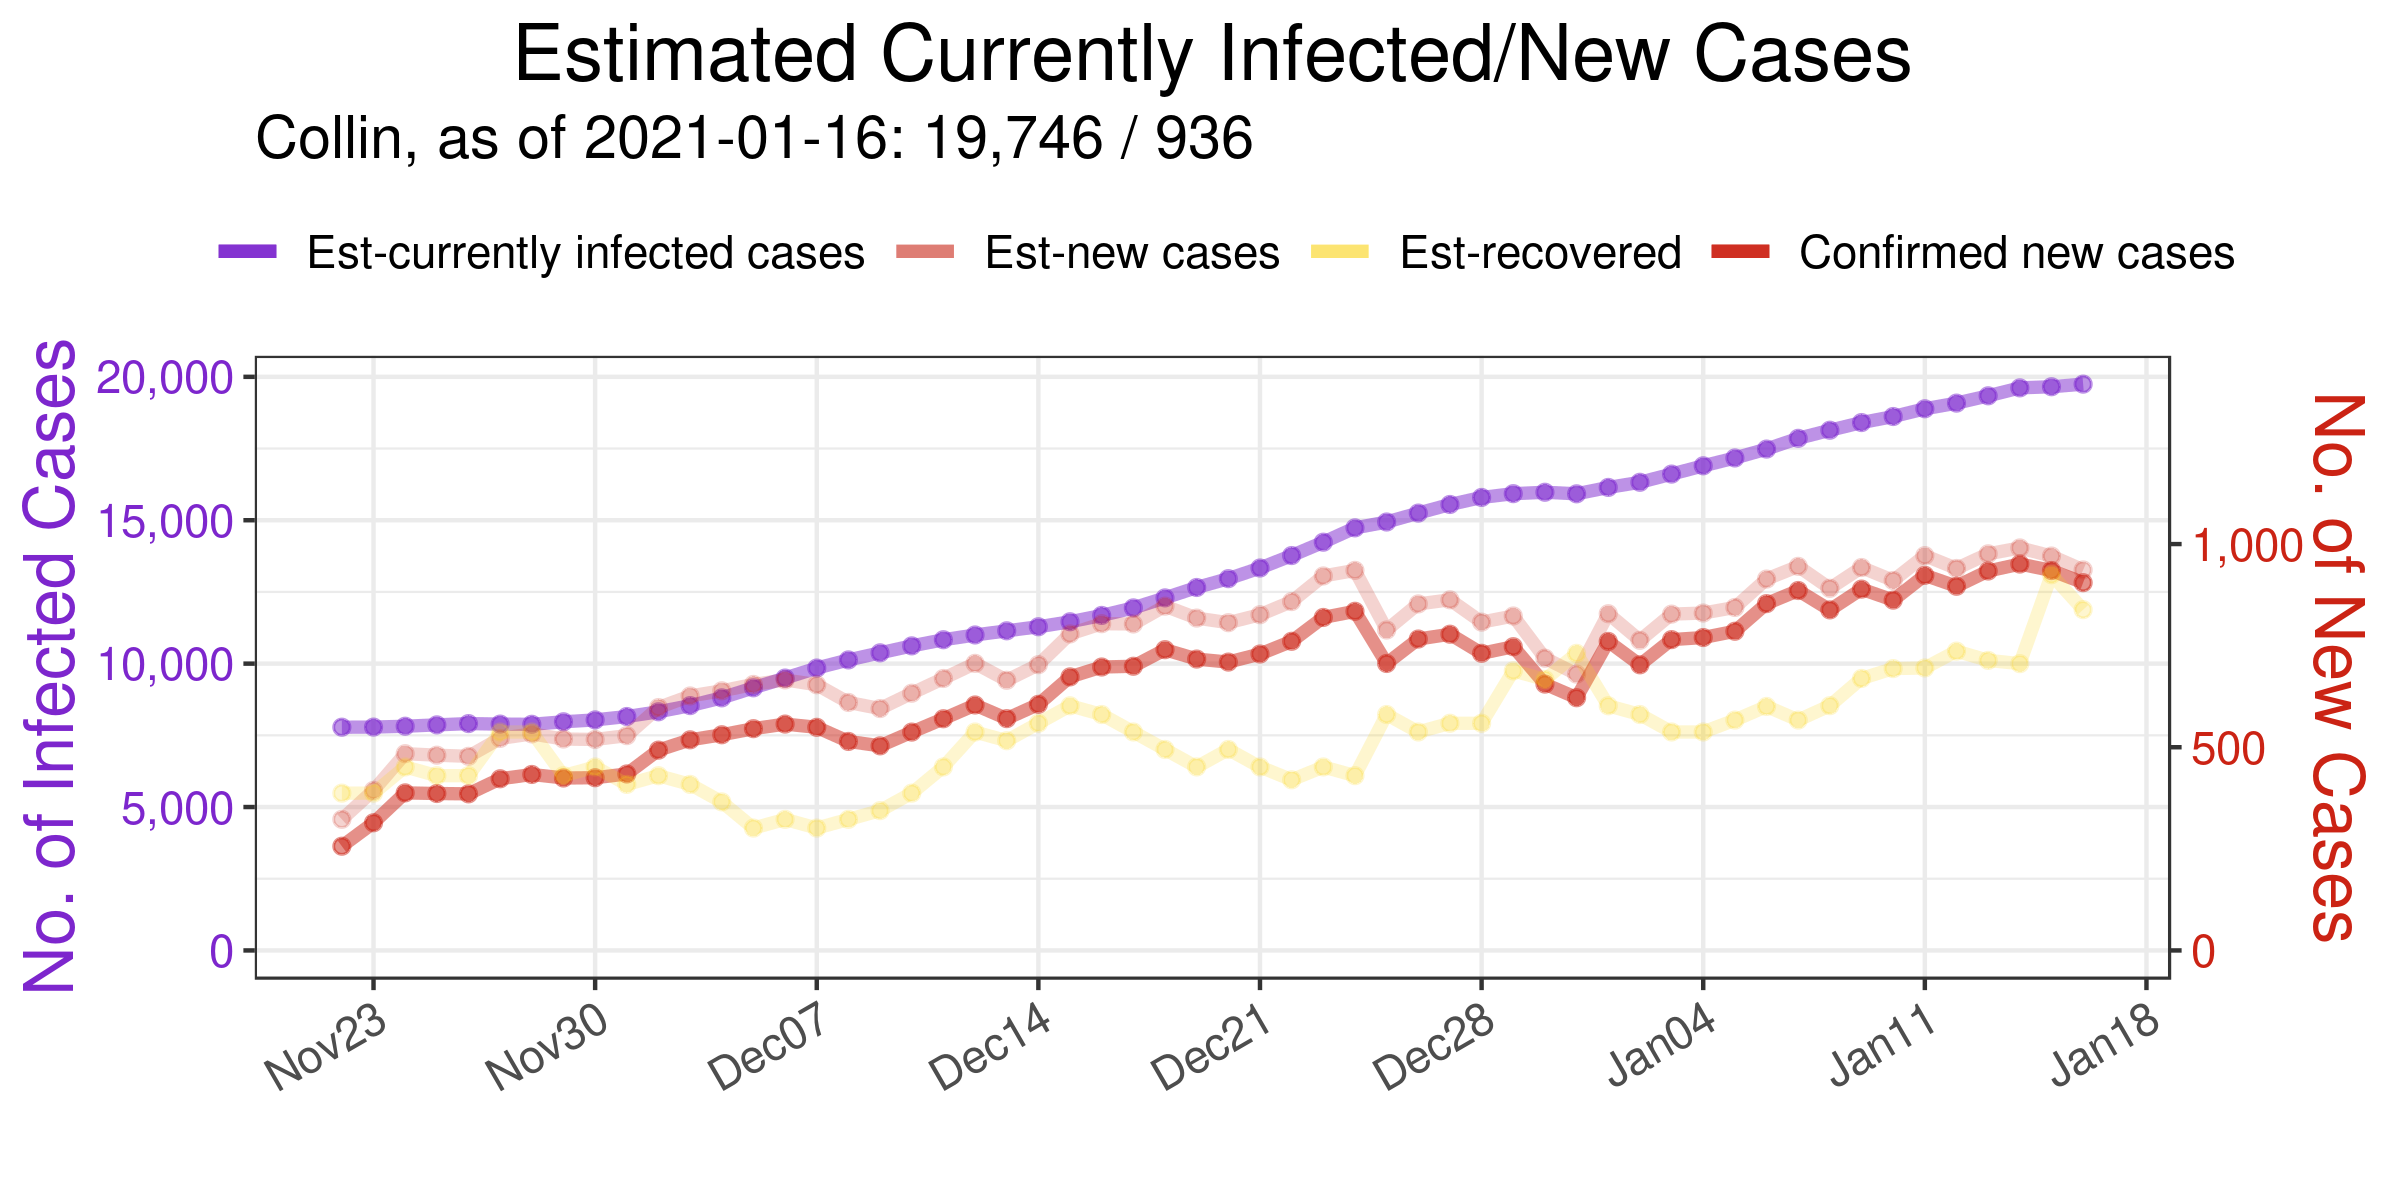 Estimated Currently Infected/New Cases
Collin, as of 2021-01-16: 19,746 / 936
Est-currently infected cases Est-new cases Est-recovered Confirmed new cases
No. of Infected Cases
20,000
15,000
10,000
5,000
0
1,000
500
0
No. of New Cases
Nov23 Nov30 Dec07 Dec14 Dec21 Dec28 Jan04 Jan11 Jan18